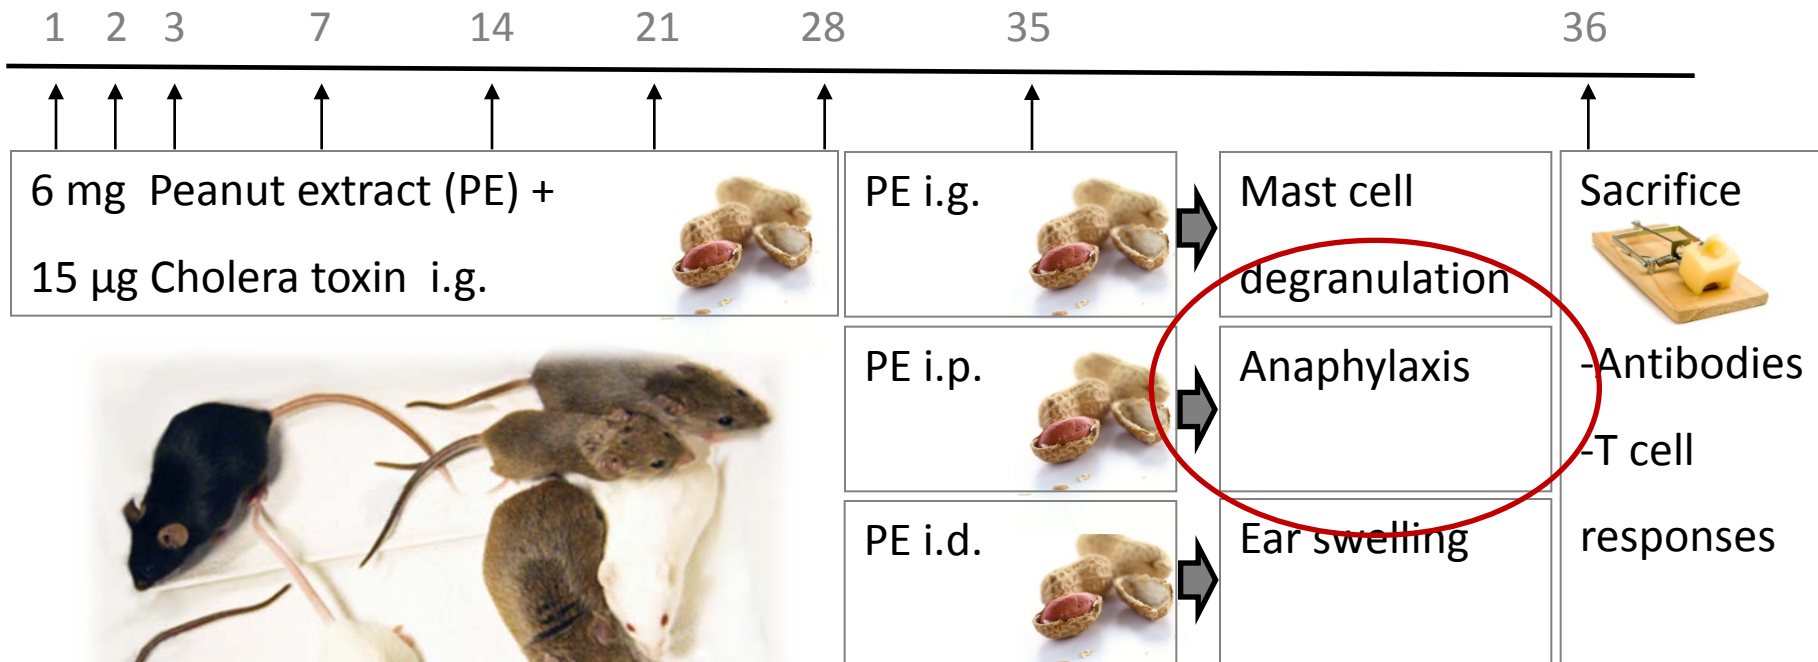 1 2 3 7 14 21 28 35 36
6 mg Peanut extract (PE) +
15 µg Cholera toxin i.g.
PE i.g.
Mast cell
degranulation
PE i.p.
Anaphylaxis
PE i.d.
Ear swelling
Sacrifice
-Antibodies
-T cell
responses